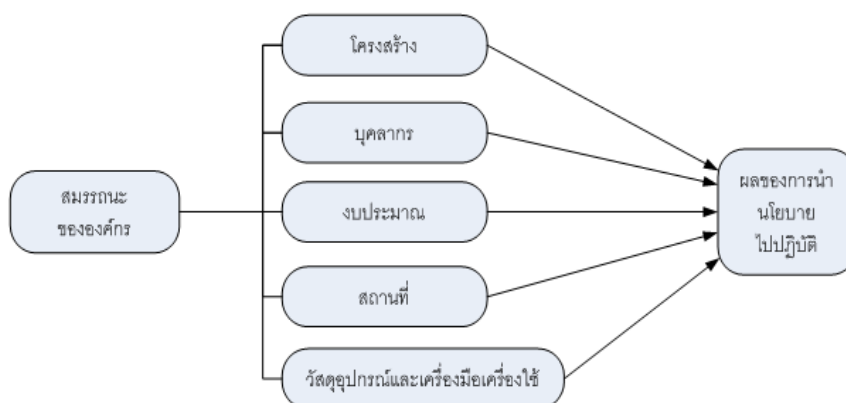 โครงสร้าง
บุคลากร
สมรรถนะ
ขององค์กร
งบประมาณ
สถานที่
วัสดุอุปกรณ์และเครื่องมือเครื่องใช้
ผลของการนำ
นโยบาย
ไปปฏิบัติ